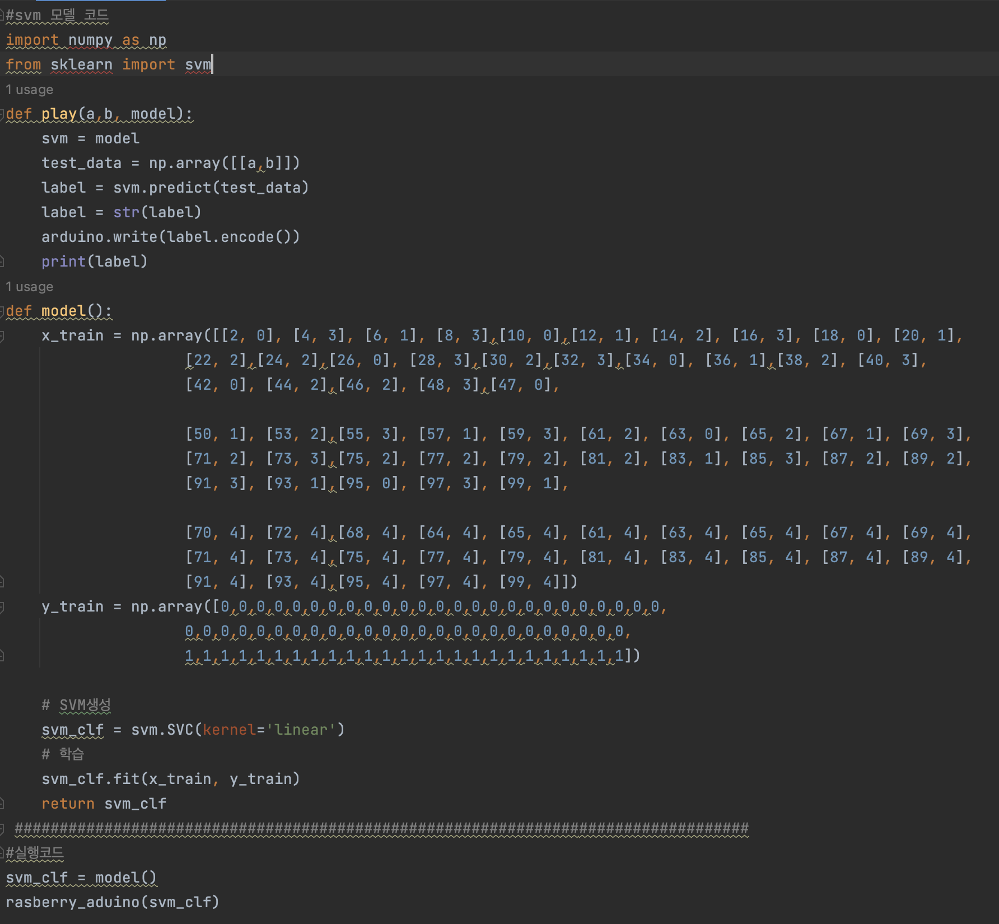 #svm 모델 코드
import numpy as np
from sklearn import svm
1 usage
def play(a,b, model):
    svm = model
    test_data = np.array([[a,b]])
    label = svm.predict(test_data)
    label = str(label)
    arduino.write(label.encode())
    print(label)
1 usage
def model():
    x_train = np.array([[2, 0], [4, 3], [6, 1], [8, 3],[10, 0],[12, 1], [14, 2], [16, 3], [18, 0], [20, 1],
                    [22, 2],[24, 2],[26, 0], [28, 3],[30, 2],[32, 3],[34, 0], [36, 1],[38, 2], [40, 3],
                    [42, 0], [44, 2],[46, 2], [48, 3],[47, 0],
                    [50, 1], [53, 2],[55, 3], [57, 1], [59, 3], [61, 2], [63, 0], [65, 2], [67, 1], [69, 3],
                    [71, 2], [73, 3],[75, 2], [77, 2], [79, 2], [81, 2], [83, 1], [85, 3], [87, 2], [89, 2],
                    [91, 3], [93, 1],[95, 0], [97, 3], [99, 1],
                    [70, 4], [72, 4],[68, 4], [64, 4], [65, 4], [61, 4], [63, 4], [65, 4], [67, 4], [69, 4],
                    [71, 4], [73, 4],[75, 4], [77, 4], [79, 4], [81, 4], [83, 4], [85, 4], [87, 4], [89, 4],
                    [91, 4], [93, 4],[95, 4], [97, 4], [99, 4]])
    y_train = np.array([0,0,0,0,0,0,0,0,0,0,0,0,0,0,0,0,0,0,0,0,0,0,0,0,0,
                    0,0,0,0,0,0,0,0,0,0,0,0,0,0,0,0,0,0,0,0,0,0,0,0,0,
                    1,1,1,1,1,1,1,1,1,1,1,1,1,1,1,1,1,1,1,1,1,1,1,1,1])
    # SVM생성
    svm_clf = svm.SVC(kernel='linear')
    # 학습
    svm_clf.fit(x_train, y_train)
    return svm_clf
 ##################################################################################
#실행코드
svm_clf = model()
rasberry_aduino(svm_clf)